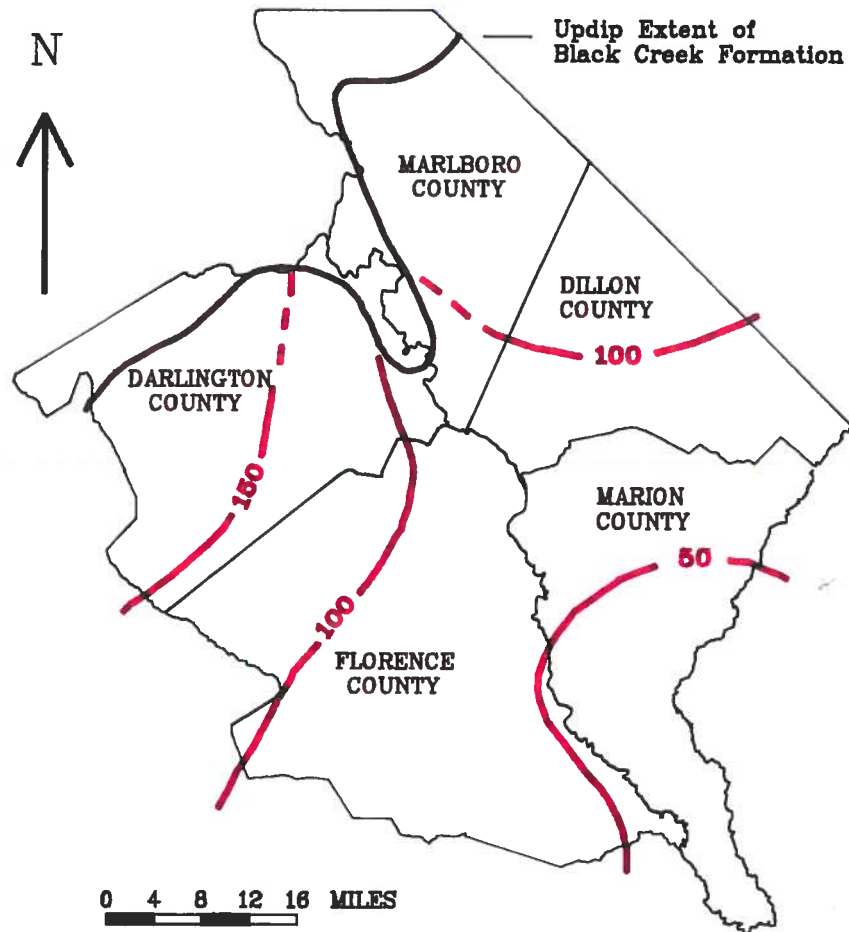 N
Updip Extent of
Black Creek Formation
MARLBORO
COUNTY
DILLON
COUNTY
100
DARLINGTON
COUNTY
150
MARION
COUNTY
50
100
FLORENCE
COUNTY
0 4 8 12 16 MILES